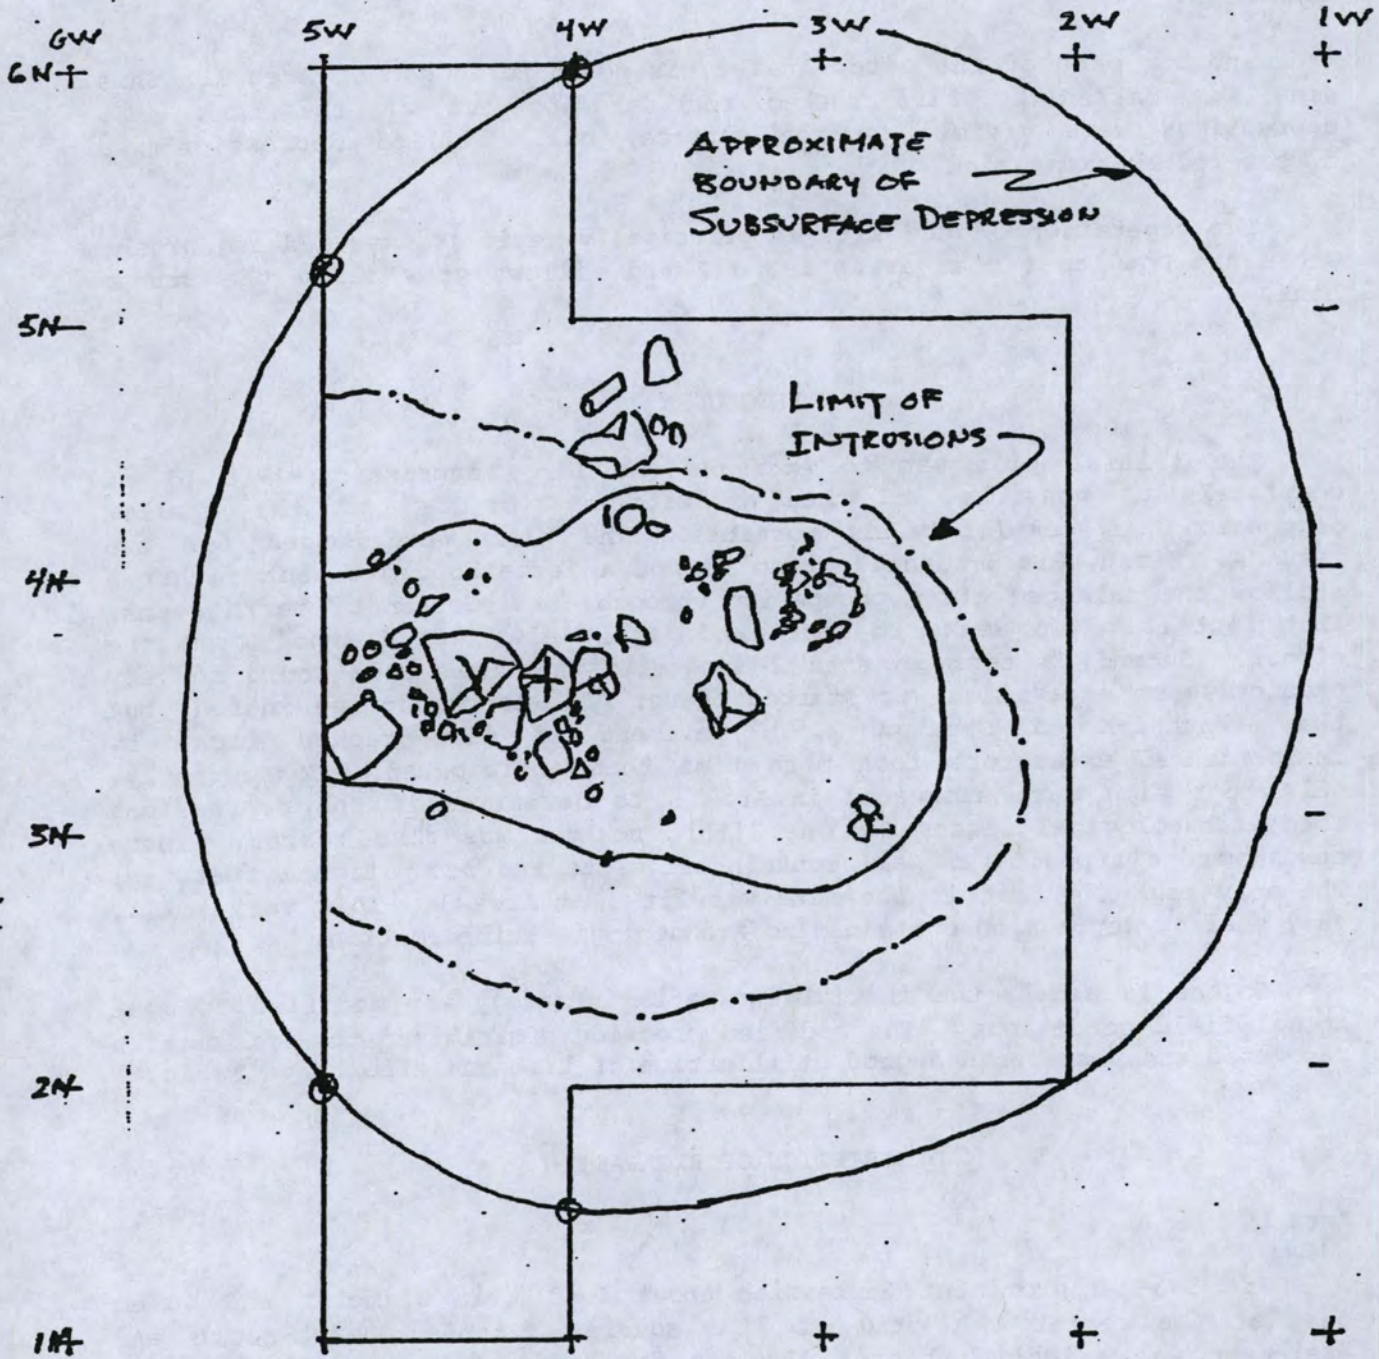 6W 5W 4W 3W 2W 1W
6N
APPROXIMATE
BOUNDARY OF
SUBSURFACE DEPRESSION
5N
LIMIT OF
INTRUSIONS
4N
3N
2N
1N